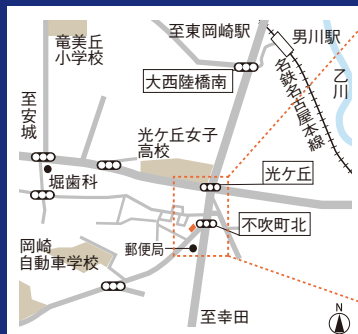 竜美丘
小学校
至東岡崎駅
男川駅
乙川
名鉄名古屋本線
大西陸橋南
至安城
光ケ丘女子
高校
光ケ丘
堀歯科
不吹町北
岡崎
自動車学校
郵便局
至幸田
N